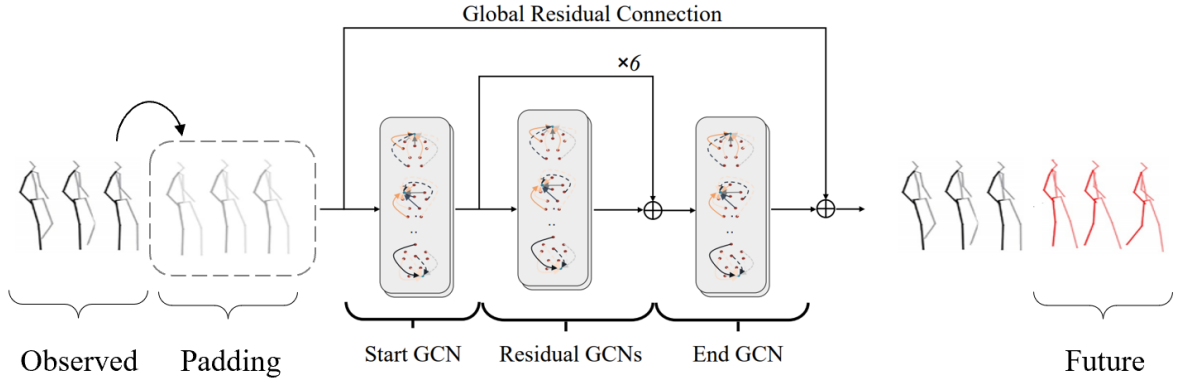 Global Residual Connection
×6
Start GCN
Residual GCNs
End GCN
Observed
Padding
Future